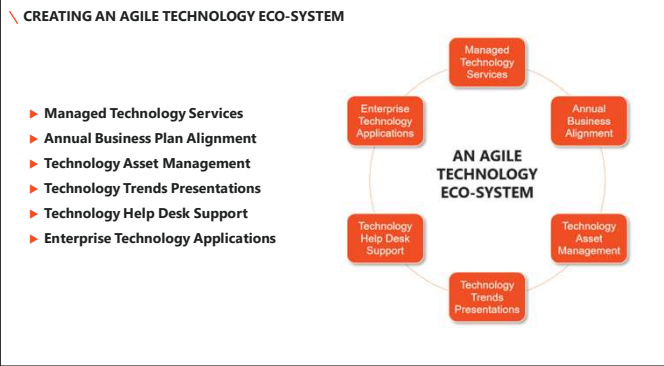 \ CREATING AN AGILE TECHNOLOGY ECO-SYSTEM
Managed Technology Services
Annual Business Plan Alignment
Technology Asset Management
Technology Trends Presentations
Technology Help Desk Support
Enterprise Technology Applications
Managed
Technology
Services
Annual
Business
Alignment
Technology
Asset
Management
Technology
Trends
Presentations
Technology
Help Desk
Support
Enterprise
Technology
Applications
AN AGILE
TECHNOLOGY
ECO-SYSTEM